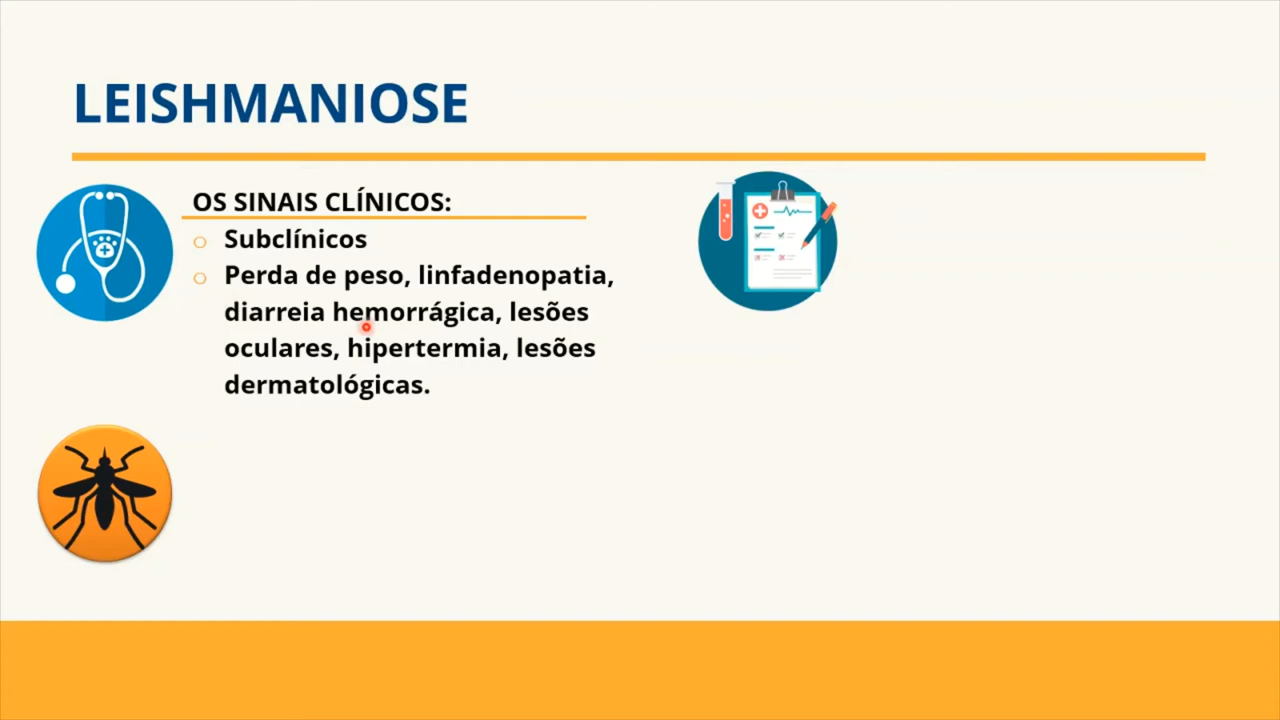 LEISHMANIOSE
OS SINAIS CLÍNICOS:
Subclínicos
Perda de peso, linfadenopatia,
diarreia hemorrágica, lesões
oculares, hipertermia, lesões
dermatológicas.